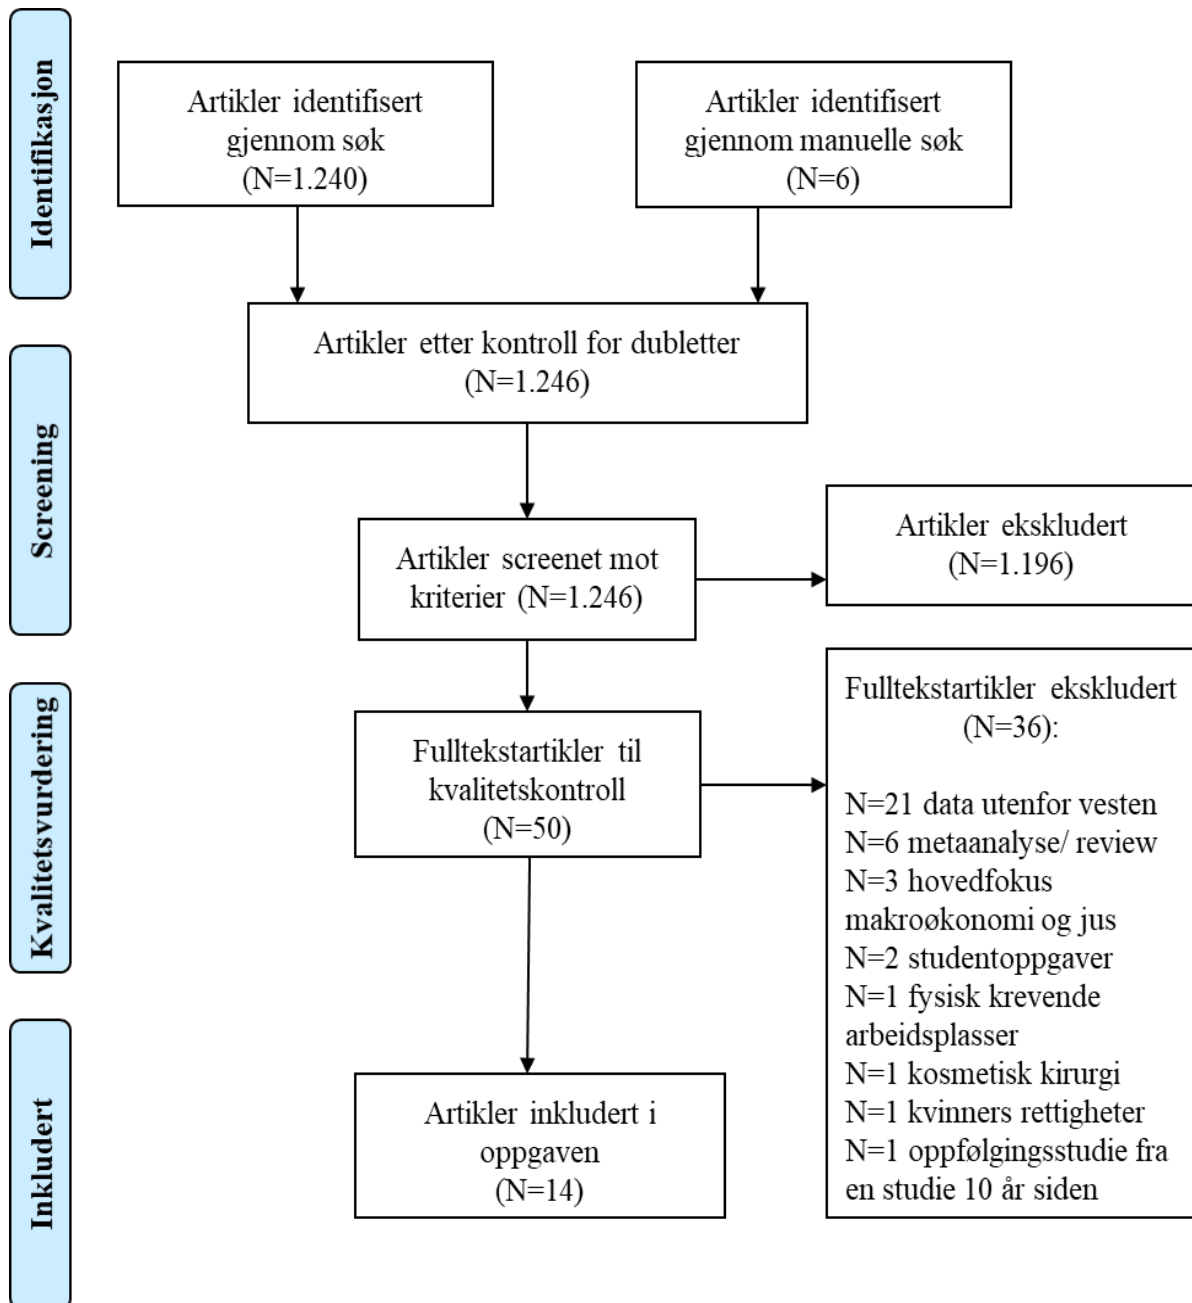 Identifikasjon
Artikler identifisert
gjennom søk
(N=1.240)
Artikler identifisert
gjennom manuelle søk
(N=6)
Screening
Artikler etter kontroll for dubletter
(N=1.246)
Artikler screenet mot
kriterier (N=1.246)
Artikler ekskludert
(N=1.196)
Kvalitetsvurdering
Fulltekstartikler til
kvalitetskontroll
(N=50)
Fulltekstartikler ekskludert
(N=36):
N=21 data utenfor vesten
N=6 metaanalyse/ review
N=3 hovedfokus
makroøkonomi og jus
N=2 studentoppgaver
N=1 fysisk krevende
arbeidsplasser
N=1 kosmetisk kirurgi
N=1 kvinners rettigheter
N=1 oppfølgingsstudie fra
en studie 10 år siden
Inkludert
Artikler inkludert i
oppgaven
(N=14)